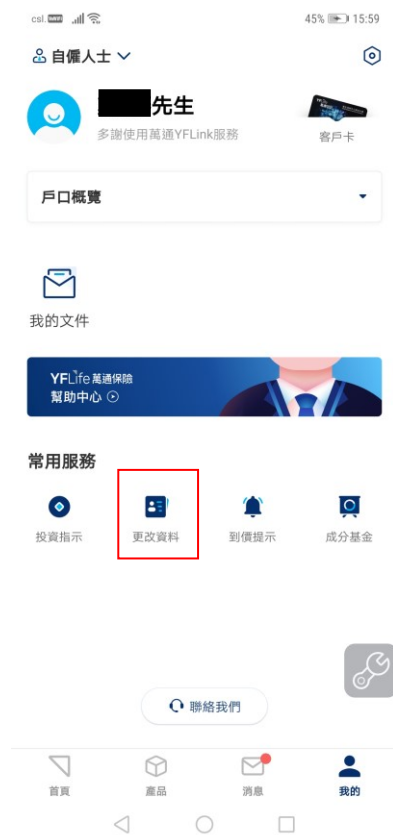 csl. WiFi 45% 15:59
自僱人士
先生
多謝使用萬通YFLink服務
客戶卡
戶口概覽
我的文件
YFLife 萬通保險
幫助中心
常用服務
投資指示 更改資料 到價提示 成分基金
聯絡我們
首頁 產品 消息 我的